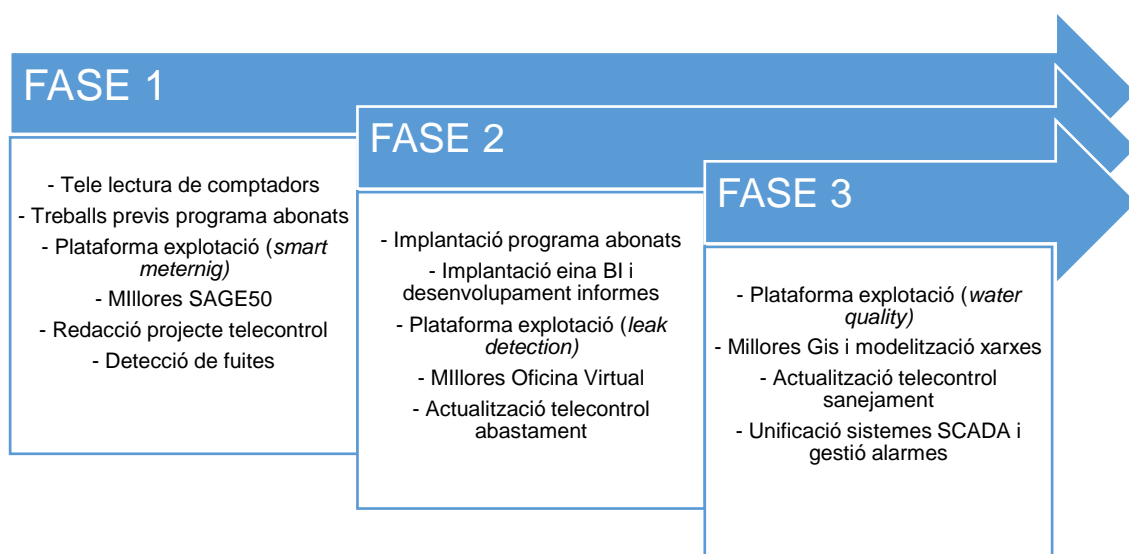 FASE 1
- Tele lectura de comptadors
- Treballs previs programa abonats
- Plataforma explotació (smart
meternig)
- MIllores SAGE50
- Redacció projecte telecontrol
- Detecció de fuites
FASE 2
- Implantació programa abonats
- Implantació eina BI i
desenvolupament informes
- Plataforma explotació (leak
detection)
- MIllores Oficina Virtual
- Actualització telecontrol
abastament
FASE 3
- Plataforma explotació (water
quality)
- Millores Gis i modelització xarxes
- Actualització telecontrol
sanejament
- Unificació sistemes SCADA i
gestió alarmes